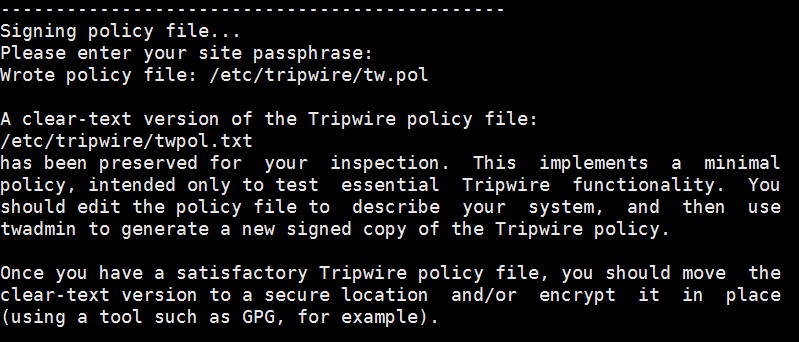 ----------------------------------------------
Signing policy file...
Please enter your site passphrase:
Wrote policy file: /etc/tripwire/tw.pol

A clear-text version of the Tripwire policy file:
/etc/tripwire/twpol.txt
has been preserved for  your  inspection.  This  implements  a  minimal
policy, intended only to test  essential  Tripwire  functionality.  You
should edit the policy file to  describe  your  system,  and  then  use
twadmin to generate a new signed copy of the Tripwire policy.

Once you have a satisfactory Tripwire policy file, you should move  the
clear-text version to a secure location  and/or  encrypt  it  in  place
(using a tool such as GPG, for example).